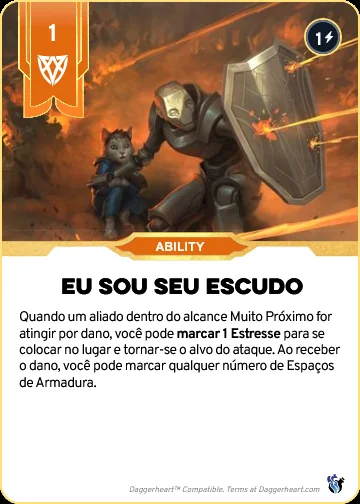 1
1
ABILITY
EU SOU SEU ESCUDO
Quando um aliado dentro do alcance Muito Próximo for
atingir por dano, você pode marcar 1 Estresse para se
colocar no lugar e tornar-se o alvo do ataque. Ao receber
o dano, você pode marcar qualquer número de Espaços
de Armadura.
Daggerheart™ Compatible. Terms at Daggerheart.com